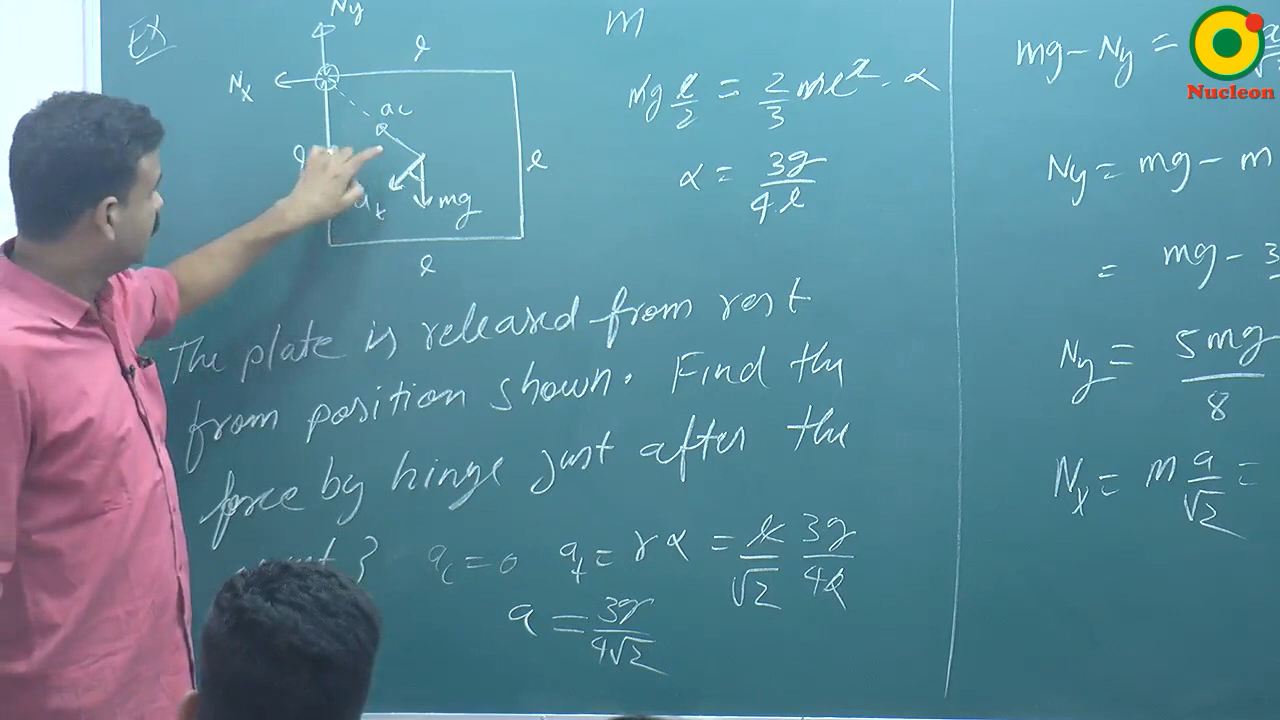 Ex
Ny
Nx
l
ac
l
l
at
mg
l
m
mg l/2 = 2/3 ml² · α
α = 3g/4l
The plate is released from rest
from position shown. Find the
force by hinge just after the
?
ac = 0 at = rα = l/√2 3g/4l
a = 3g/4√2
mg - Ny =
Ny = mg - m
= mg - 3
Ny = 5mg/8
Nx = m a/√2 =
Nucleon